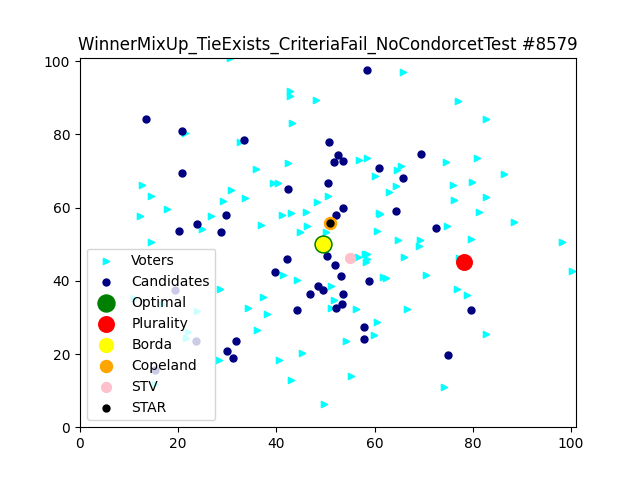 WinnerMixUp_TieExists_CriteriaFail_NoCondorcetTest #8579
100
80
60
40
20
0
Voters
Candidates
Optimal
Plurality
Borda
Copeland
STV
STAR
0 20 40 60 80 100